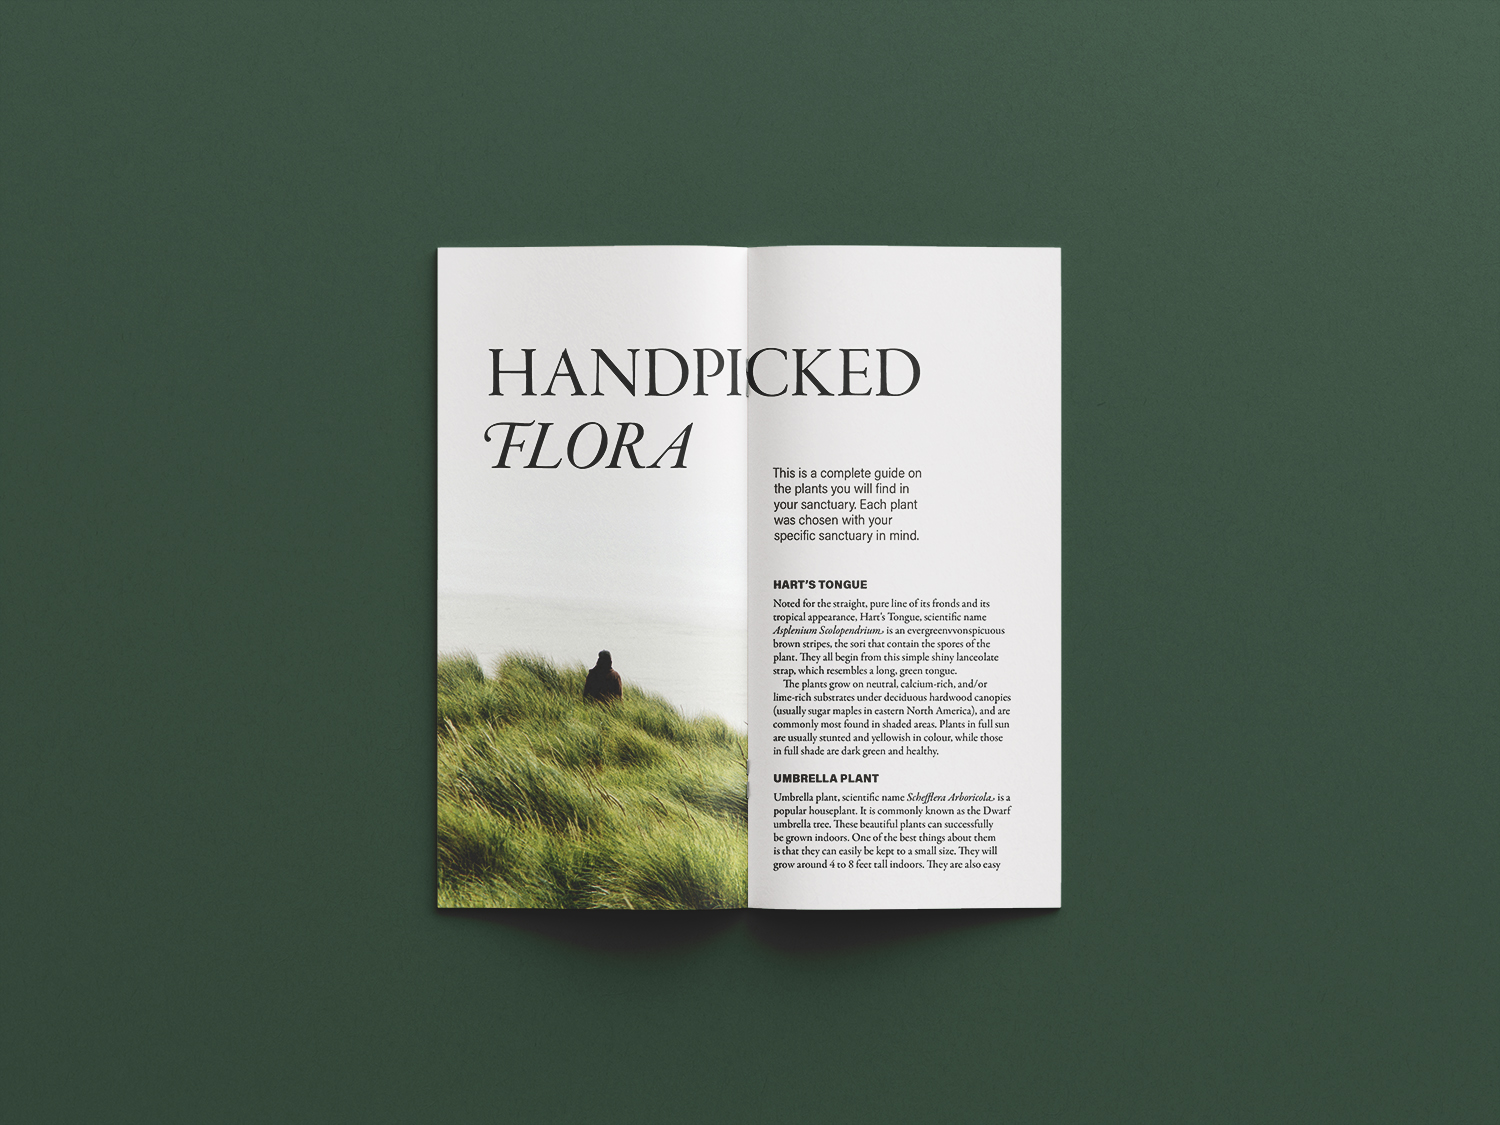 HANDPICKED
FLORA
This is a complete guide on
the plants you will find in
your sanctuary. Each plant
was chosen with your
specific sanctuary in mind.
HART'S TONGUE
Noted for the straight, pure line of its fronds and its
tropical appearance, Hart's Tongue, scientific name
Asplenium Scolopendrium, is an evergreenvvonspicuous
brown stripes, the sori that contain the spores of the
plant. They all begin from this simple shiny lanceolate
strap, which resembles a long, green tongue.
The plants grow on neutral, calcium-rich, and/or
lime-rich substrates under deciduous hardwood canopies
(usually sugar maples in eastern North America), and are
commonly most found in shaded areas. Plants in full sun
are usually stunted and yellowish in colour, while those
in full shade are dark green and healthy.
UMBRELLA PLANT
Umbrella plant, scientific name Schefflera Arboricola, is a
popular houseplant. It is commonly known as the Dwarf
umbrella tree. These beautiful plants can successfully
be grown indoors. One of the best things about them
is that they can easily be kept to a small size. They will
grow around 4 to 8 feet tall indoors. They are also easy